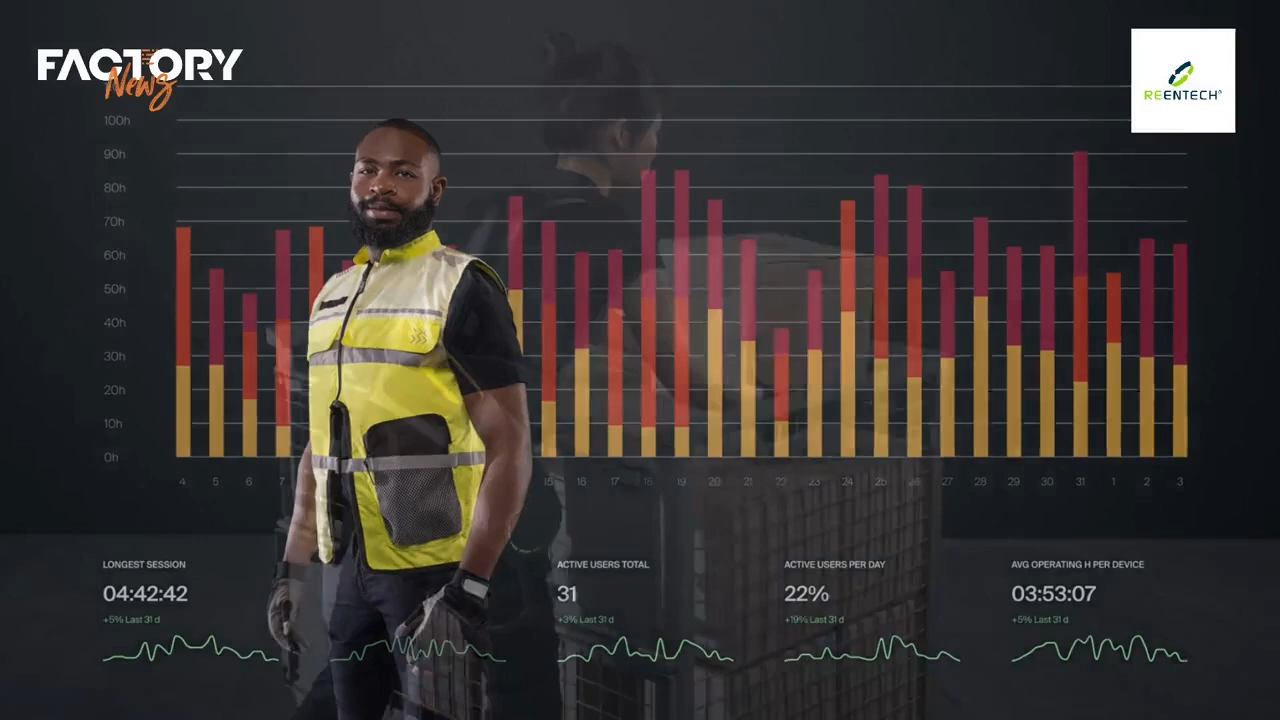 FACTORY
News
REENTECH
100h
90h
80h
70h
60h
50h
40h
30h
20h
10h
0h
4 5 6 7 15 16 17 18 19 20 21 22 23 24 25 26 27 28 29 30 31 1 2 3
LONGEST SESSION
04:42:42
+5% Last 31 d
ACTIVE USERS TOTAL
31
+3% Last 31 d
ACTIVE USERS PER DAY
22%
+19% Last 31 d
AVG OPERATING H PER DEVICE
03:53:07
+5% Last 31 d